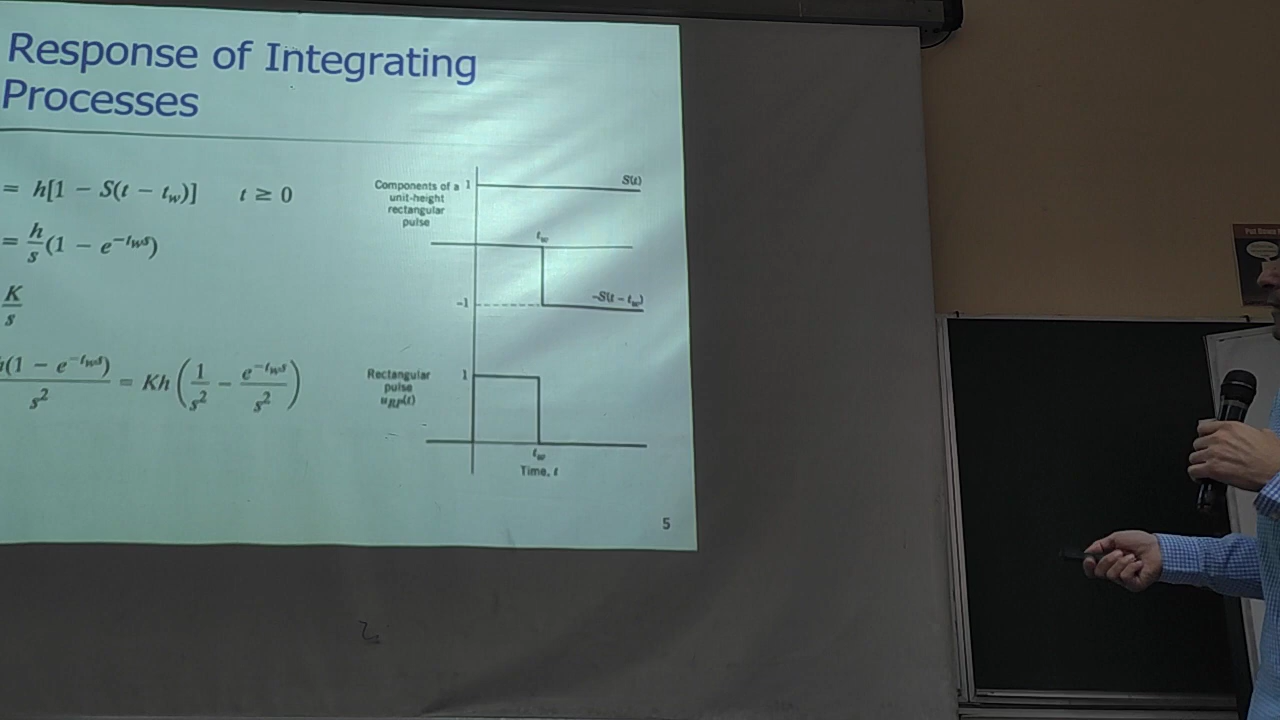 Response of Integrating
Processes
= h[1 − S(t − t_w)] t ≥ 0
= h/s (1 − e^{−t_w s})
K/s
h(1 − e^{−t_w s})/s² = Kh (1/s² − e^{−t_w s}/s²)
Components of a
unit-height
rectangular
pulse
1
S(t)
t_w
−1
−S(t − t_w)
Rectangular
pulse
u_RP(t)
1
t_w
Time, t
5